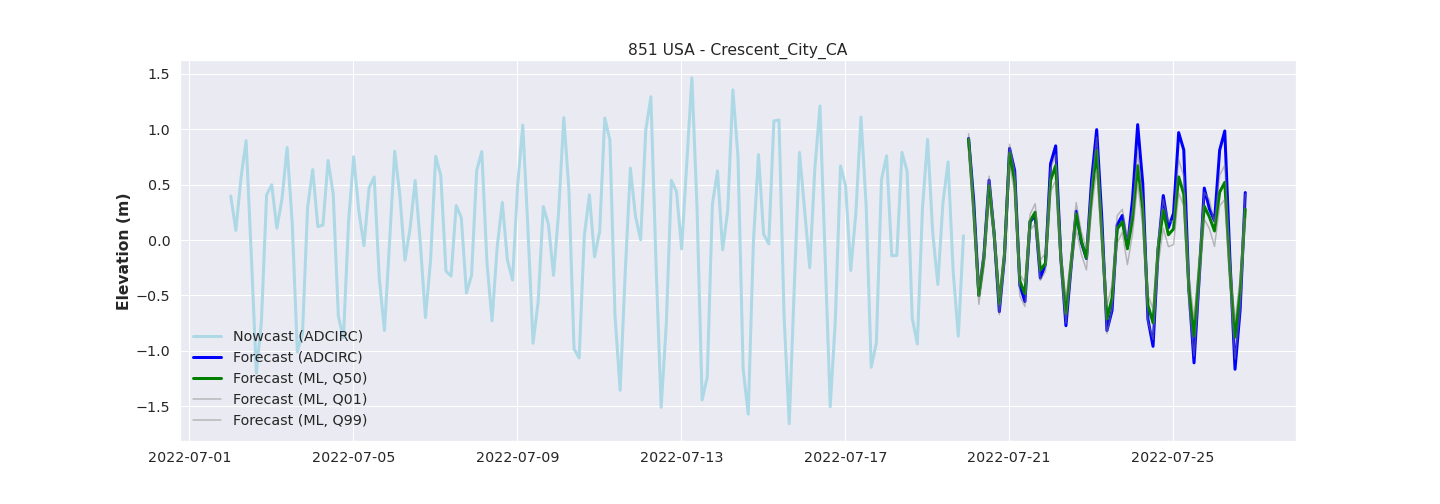 851 USA - Crescent_City_CA
Elevation (m)
1.5
1.0
0.5
0.0
−0.5
−1.0
−1.5
Nowcast (ADCIRC)
Forecast (ADCIRC)
Forecast (ML, Q50)
Forecast (ML, Q01)
Forecast (ML, Q99)
2022-07-01 2022-07-05 2022-07-09 2022-07-13 2022-07-17 2022-07-21 2022-07-25